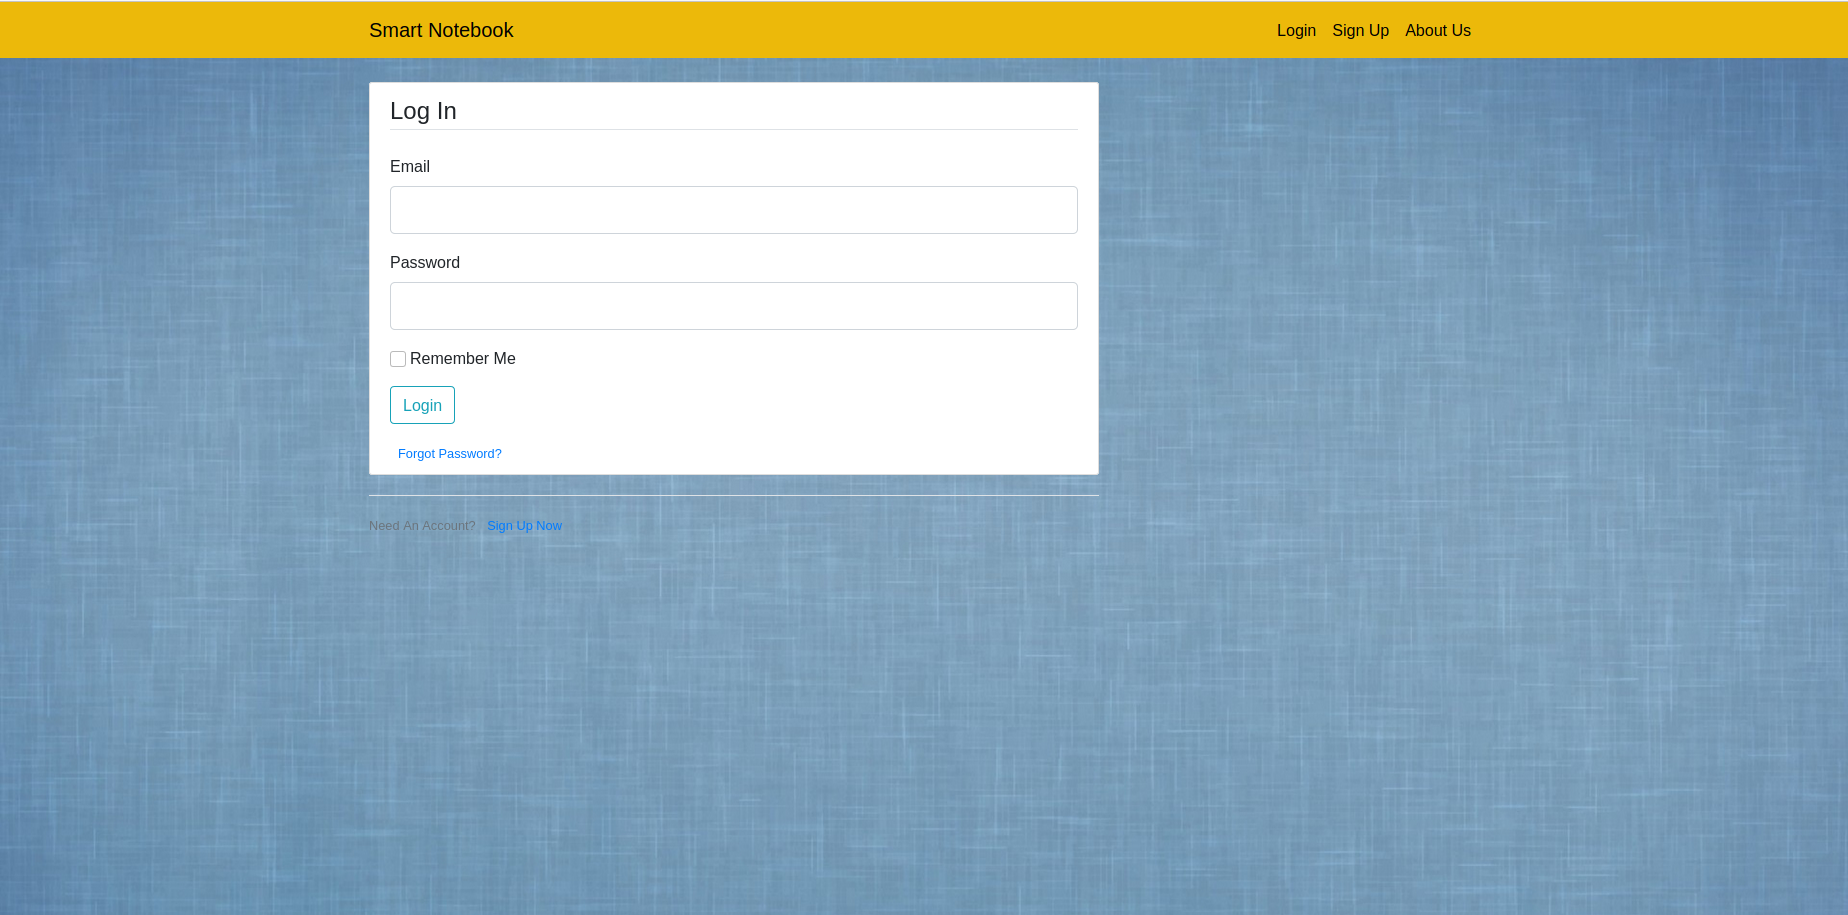 Smart Notebook
Login Sign Up About Us
Log In
Email
Password
Remember Me
Login
Forgot Password?
Need An Account? Sign Up Now